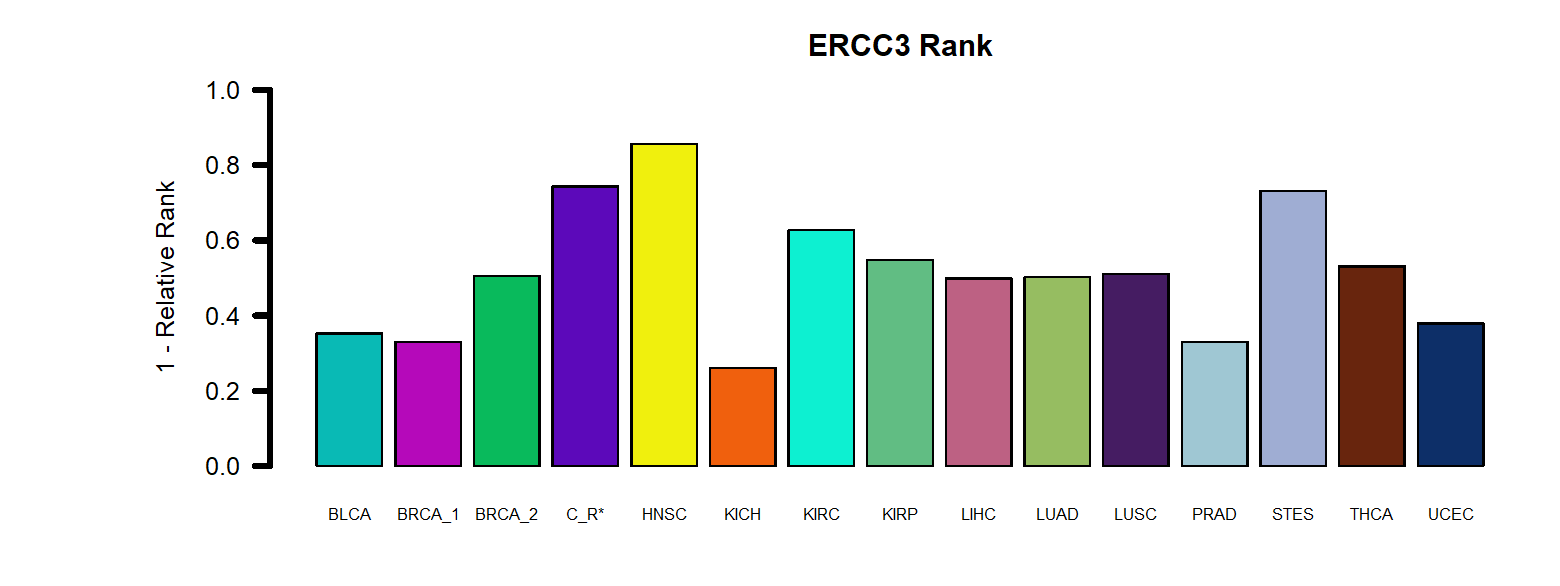 ERCC3 Rank
1 - Relative Rank
1.0
0.8
0.6
0.4
0.2
0.0
BLCA BRCA_1 BRCA_2 C_R* HNSC KICH KIRC KIRP LIHC LUAD LUSC PRAD STES THCA UCEC